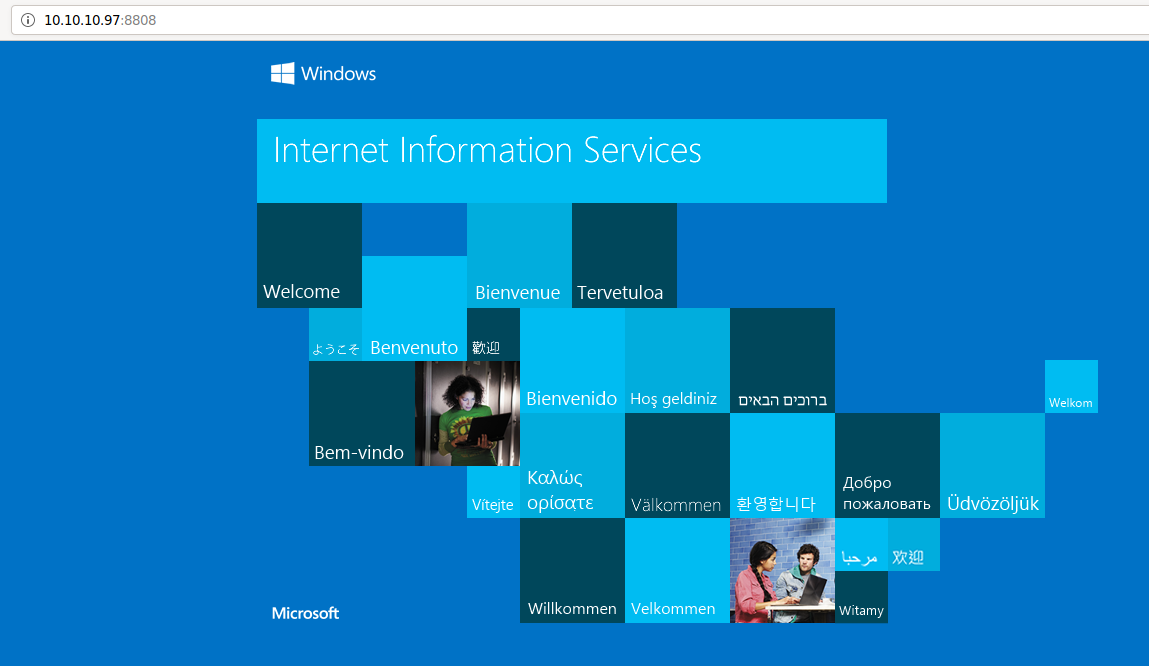 10.10.10.97:8808
Windows
Internet Information Services
Welcome
Bienvenue
Tervetuloa
ようこそ
Benvenuto
歡迎
Bienvenido
Hoş geldiniz
ברוכים הבאים
Welkom
Bem-vindo
Vítejte
Καλώς
ορίσατε
Välkommen
환영합니다
Добро
пожаловать
Üdvözöljük
Microsoft
Willkommen
Velkommen
مرحبا
欢迎
Witamy